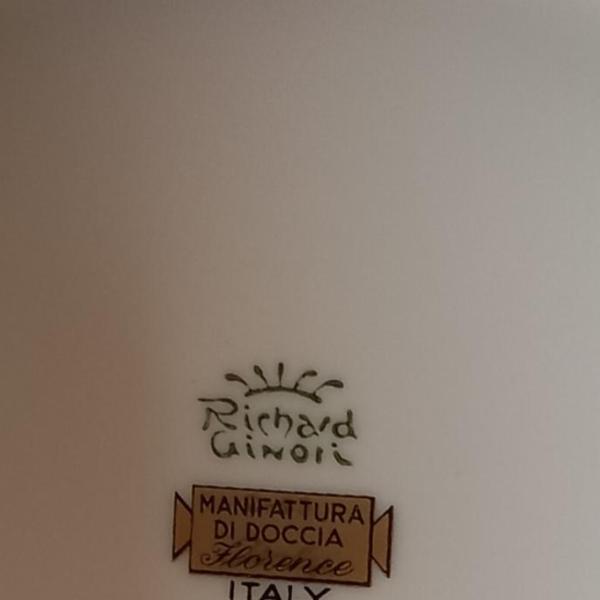 Richard
Ginori
MANIFATTURA
DI DOCCIA
Florence
ITALY